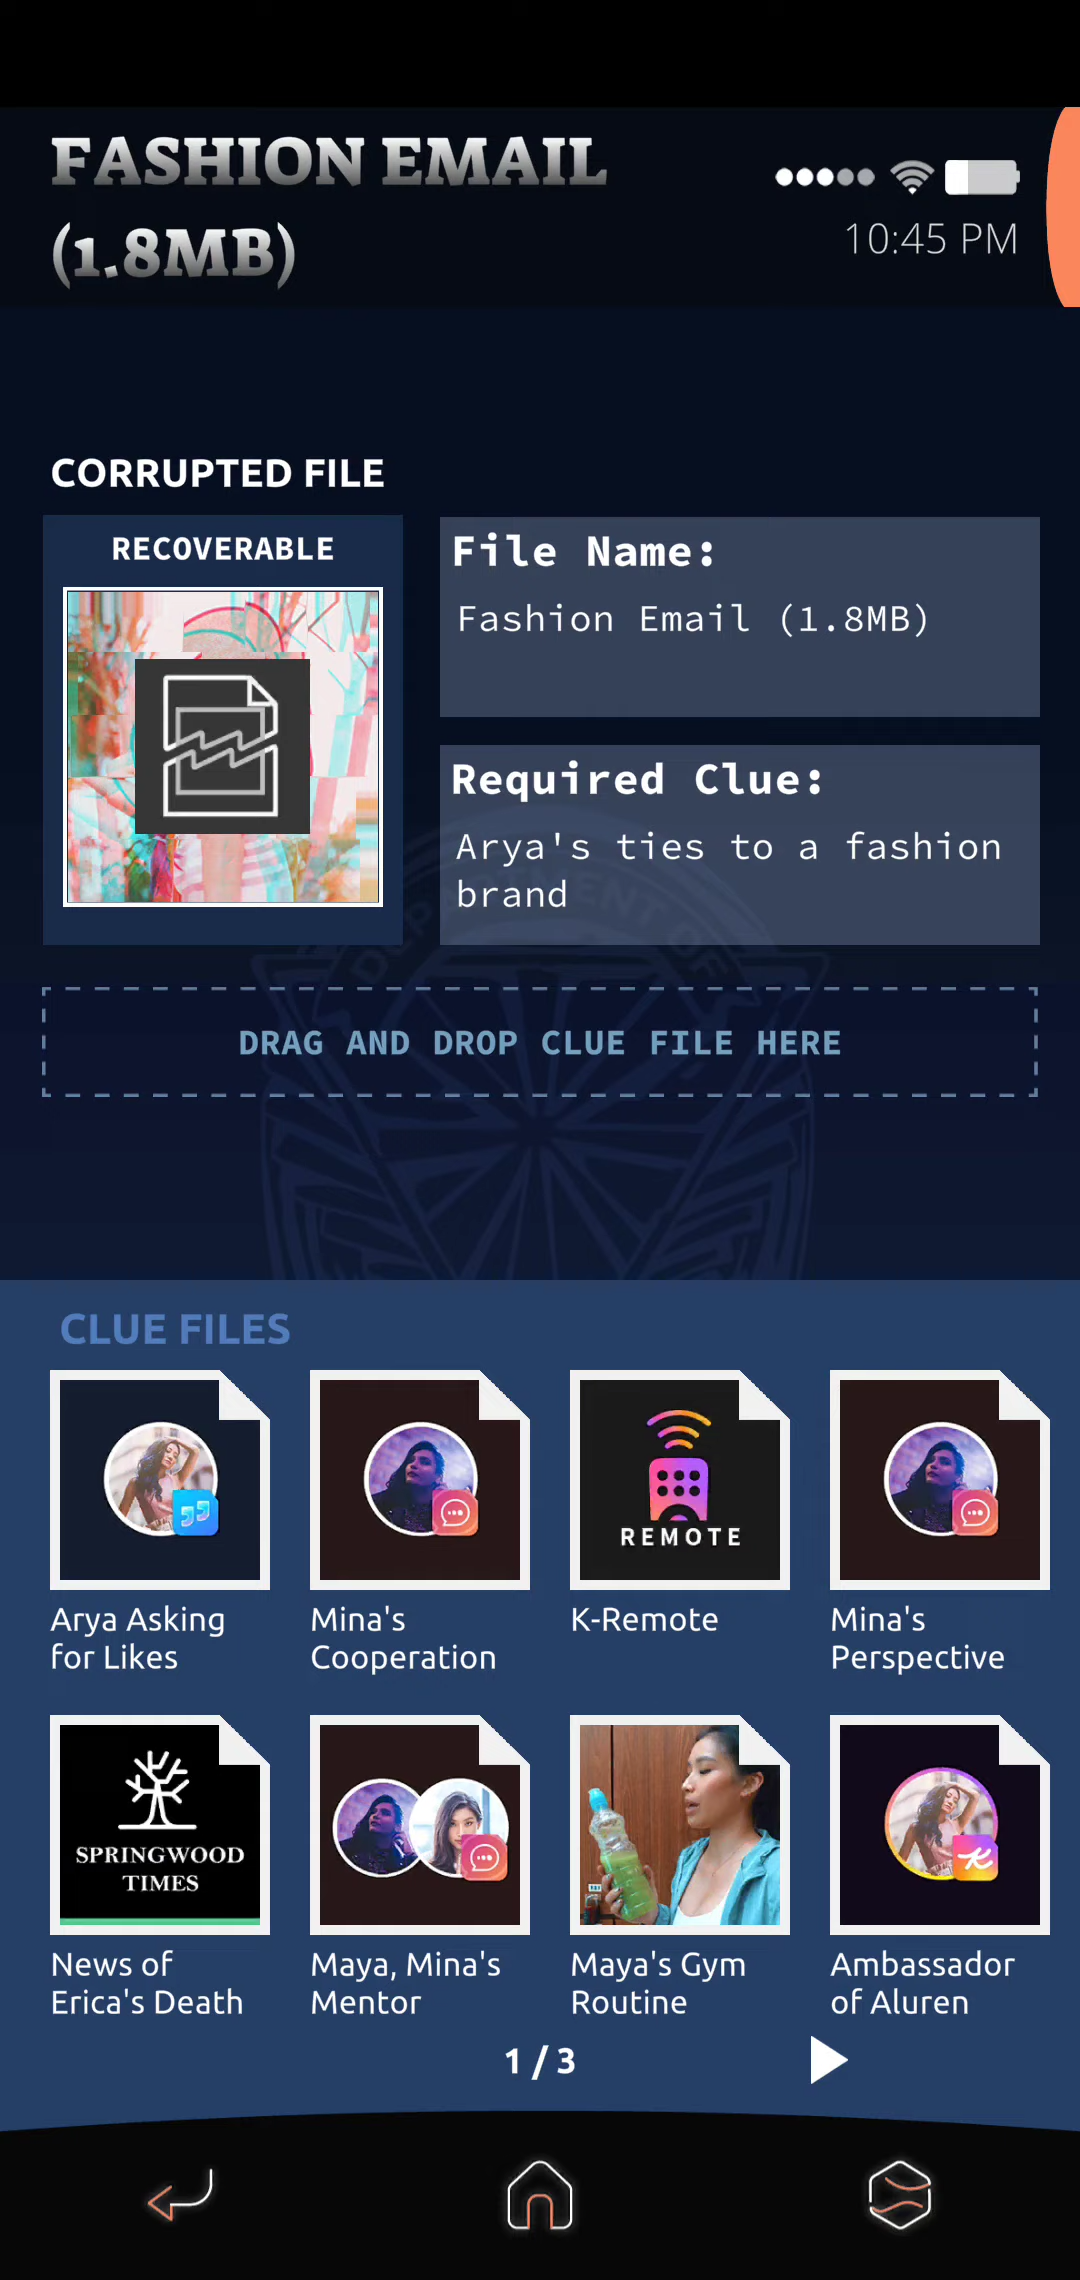 FASHION EMAIL
(1.8MB)
10:45 PM
CORRUPTED FILE
RECOVERABLE
File Name:
Fashion Email (1.8MB)
Required Clue:
Arya's ties to a fashion
brand
DEPARTMENT OF
DRAG AND DROP CLUE FILE HERE
CLUE FILES
REMOTE
Arya Asking
for Likes
Mina's
Cooperation
K-Remote
Mina's
Perspective
SPRINGWOOD
TIMES
News of
Erica's Death
Maya, Mina's
Mentor
Maya's Gym
Routine
Ambassador
of Aluren
1 / 3